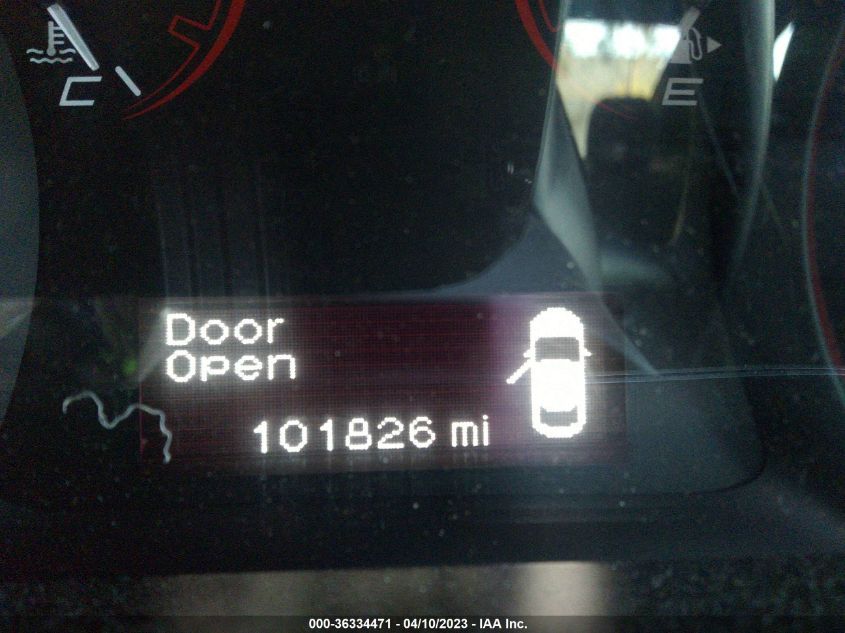 C
E
Door
Open
101826 mi
000-36334471 - 04/10/2023 - IAA Inc.